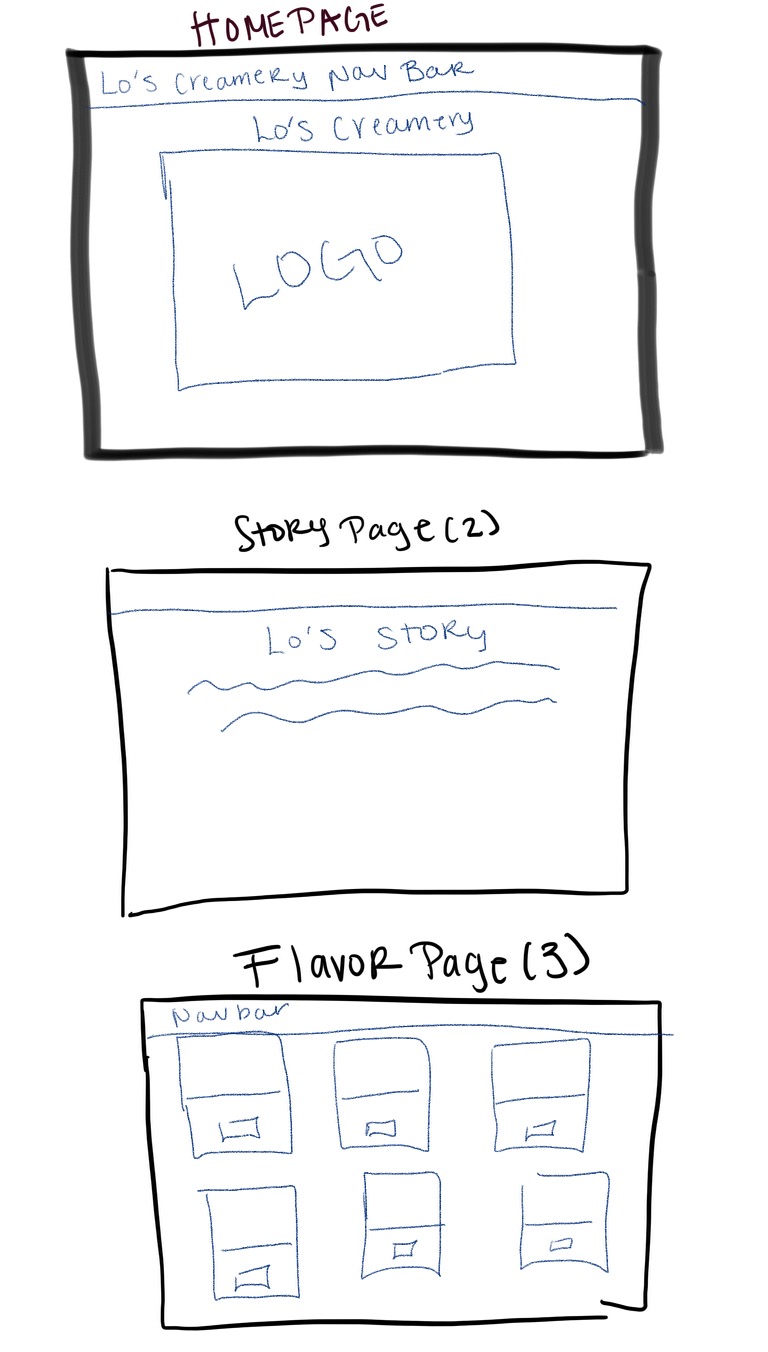 HOMEPAGE
Lo's Creamery Nav Bar
Lo's Creamery
LOGO
Story Page (2)
Lo's Story
Flavor Page (3)
Navbar